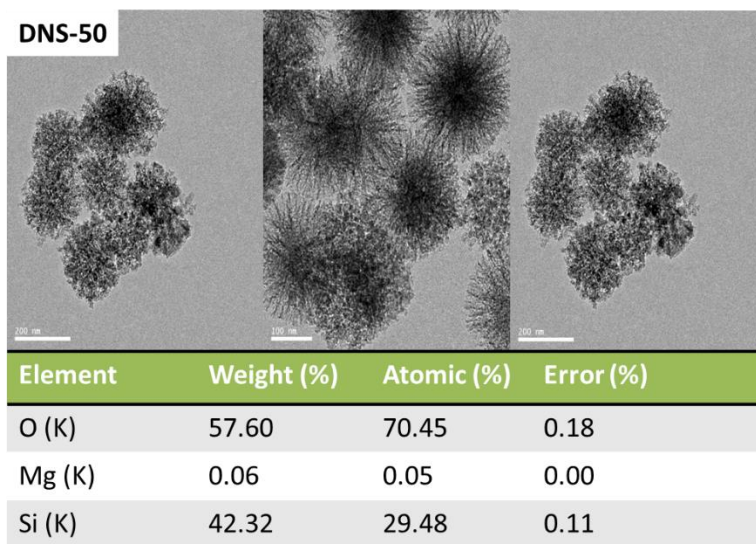 DNS-50
200 nm
100 nm
200 nm
Element Weight (%) Atomic (%) Error (%)
O (K) 57.60 70.45 0.18
Mg (K) 0.06 0.05 0.00
Si (K) 42.32 29.48 0.11